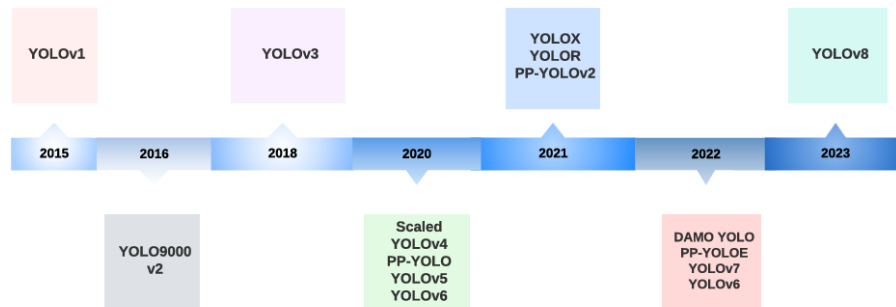 YOLOv1
YOLOv3
YOLOX
YOLOR
PP-YOLOv2
YOLOv8
2015
2016
2018
2020
2021
2022
2023
YOLO9000
v2
Scaled
YOLOv4
PP-YOLO
YOLOv5
YOLOv6
DAMO YOLO
PP-YOLOE
YOLOv7
YOLOv6